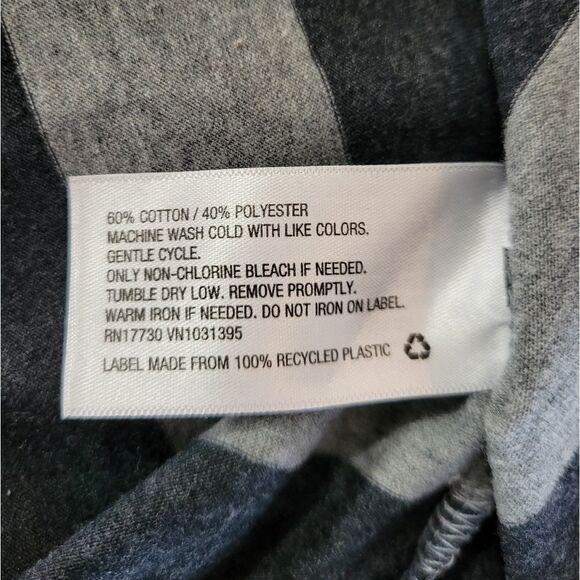 60% COTTON / 40% POLYESTER
MACHINE WASH COLD WITH LIKE COLORS.
GENTLE CYCLE.
ONLY NON-CHLORINE BLEACH IF NEEDED.
TUMBLE DRY LOW. REMOVE PROMPTLY.
WARM IRON IF NEEDED. DO NOT IRON ON LABEL.
RN17730 VN1031395
LABEL MADE FROM 100% RECYCLED PLASTIC